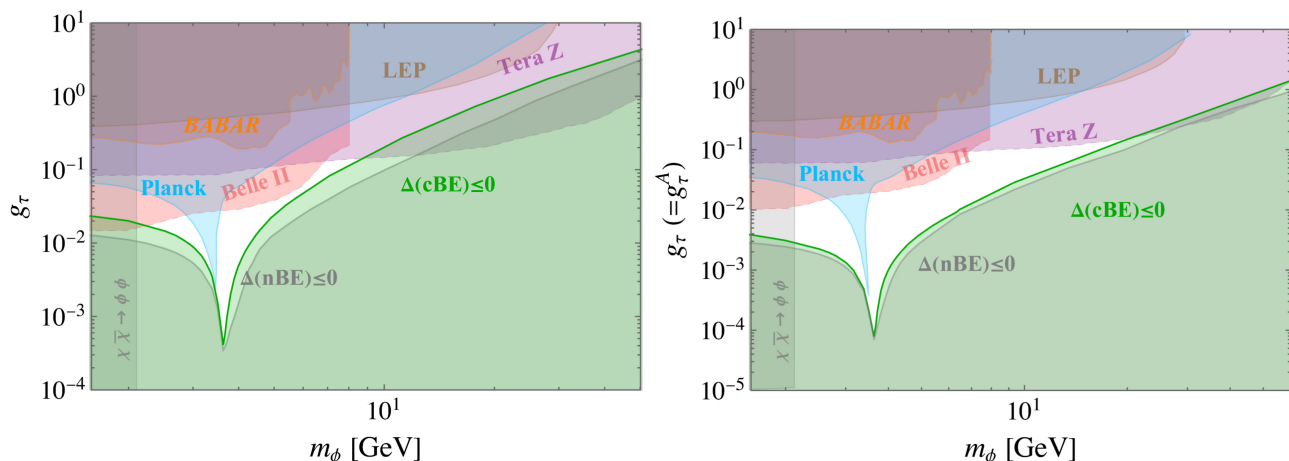 10¹
10⁰
10⁻¹
10⁻²
10⁻³
10⁻⁴
g_τ
LEP
Tera Z
BABAR
Planck
Belle II
Δ(cBE)≤0
Δ(nBE)≤0
χ χ̄ → ϕ ϕ
10¹
m_ϕ [GeV]
10¹
10⁰
10⁻¹
10⁻²
10⁻³
10⁻⁴
10⁻⁵
g_τ (=g_τ^A)
LEP
BABAR
Tera Z
Planck
Belle II
Δ(cBE)≤0
Δ(nBE)≤0
χ χ̄ → ϕ ϕ
10¹
m_ϕ [GeV]